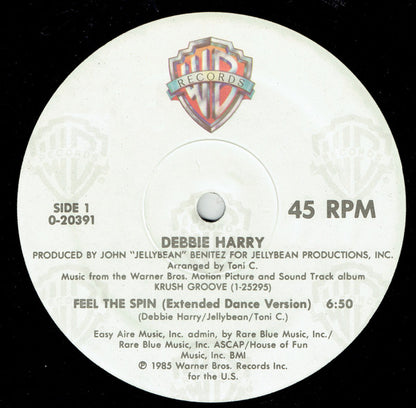 WB
RECORDS
SIDE 1
0-20391
45 RPM
DEBBIE HARRY
PRODUCED BY JOHN "JELLYBEAN" BENITEZ FOR JELLYBEAN PRODUCTIONS, INC.
Arranged by Toni C.
Music from the Warner Bros. Motion Picture and Sound Track album
KRUSH GROOVE (1-25295)
FEEL THE SPIN (Extended Dance Version) 6:50
(Debbie Harry/Jellybean/Toni C.)
Easy Aire Music, Inc. admin, by Rare Blue Music, Inc./
Rare Blue Music, Inc. ASCAP/House of Fun
Music, Inc. BMI
℗ 1985 Warner Bros. Records Inc.
for the U.S.